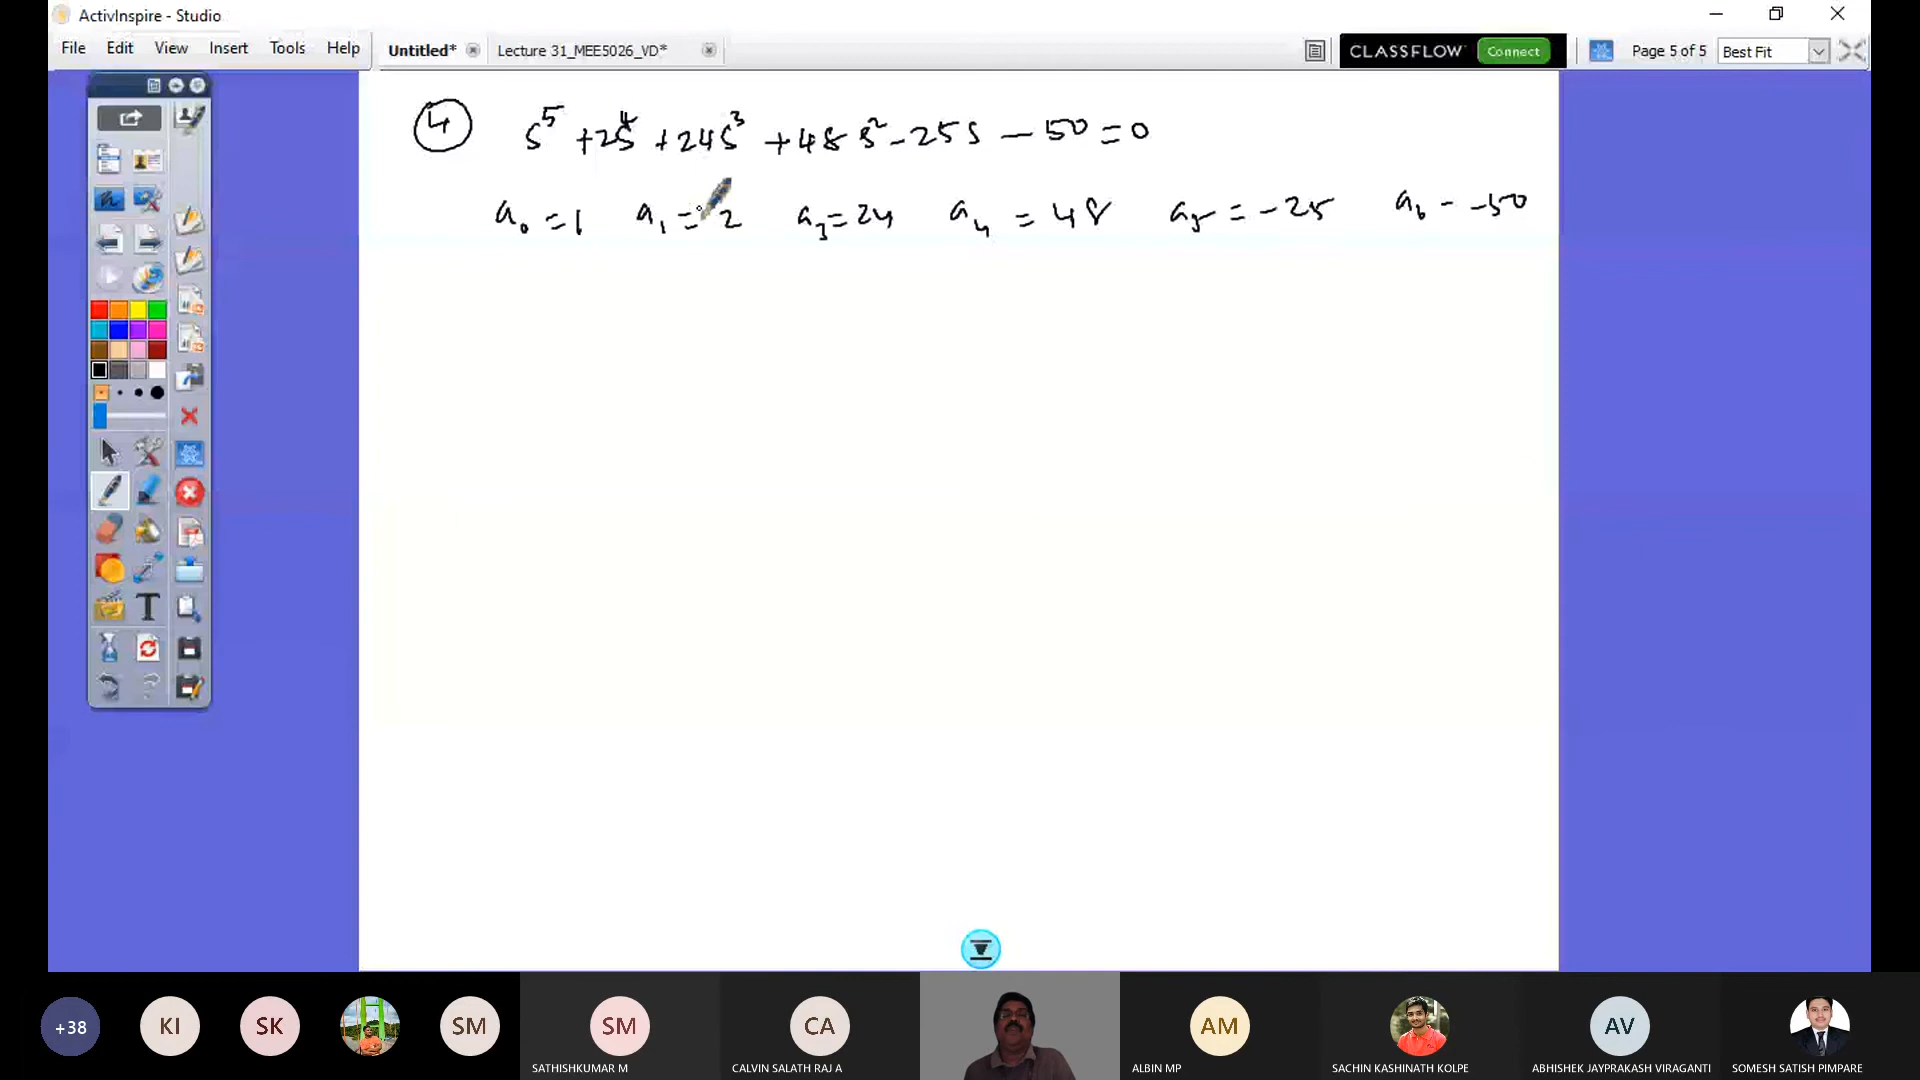 ActivInspire - Studio
File Edit View Insert Tools Help Untitled* Lecture 31_MEE5026_VD* CLASSFLOW Connect Page 5 of 5 Best Fit
④ s⁵ + 2s⁴ + 24s³ + 48s² - 25s - 50 = 0
a₀ = 1 a₁ = 2 a₃ = 24 a₄ = 48 a₅ = -25 a₆ - -50
T
+38 KI SK SM SM CA AM AV
SATHISHKUMAR M CALVIN SALATH RAJ A ALBIN MP SACHIN KASHINATH KOLPE ABHISHEK JAYPRAKASH VIRAGANTI SOMESH SATISH PIMPARE